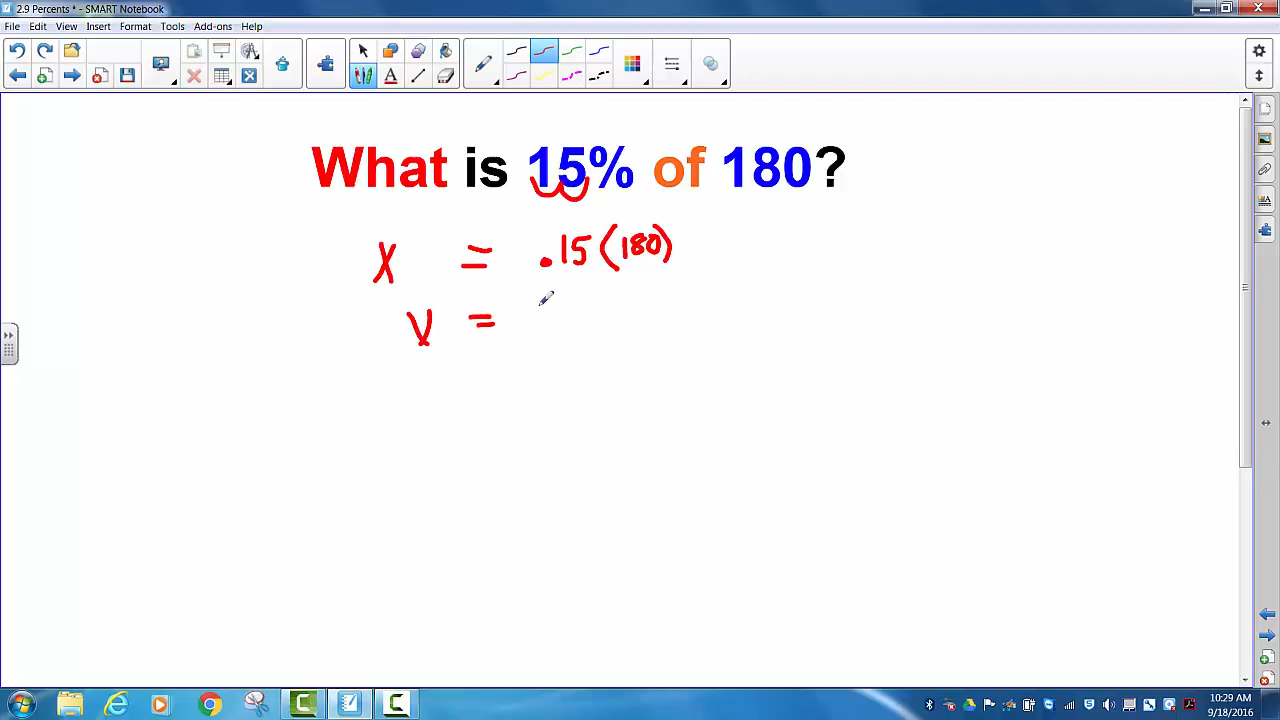 2.9 Percents * - SMART Notebook
File Edit View Insert Format Tools Add-ons Help
What is 15% of 180?
X = .15(180)
=
10:29 AM
9/18/2016